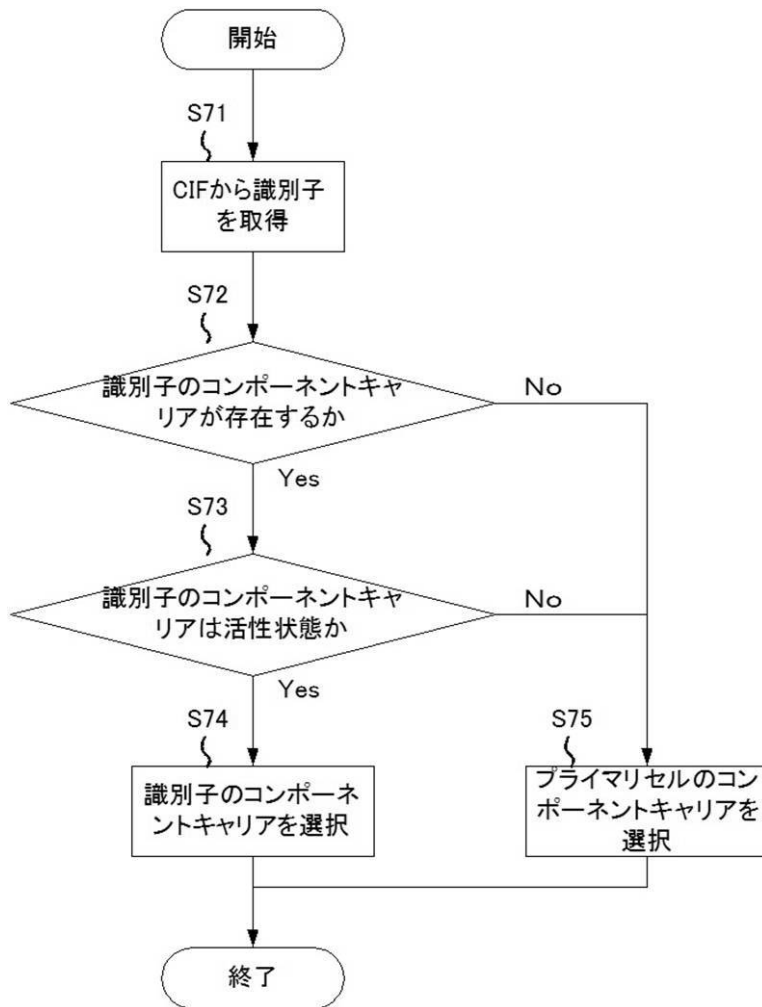 開始
S71
CIFから識別子
を取得
S72
識別子のコンポーネントキャ
リアが存在するか
No
Yes
S73
識別子のコンポーネントキャ
リアは活性状態か
No
Yes
S74
識別子のコンポーネ
ントキャリアを選択
S75
プライマリセルのコン
ポーネントキャリアを
選択
終了